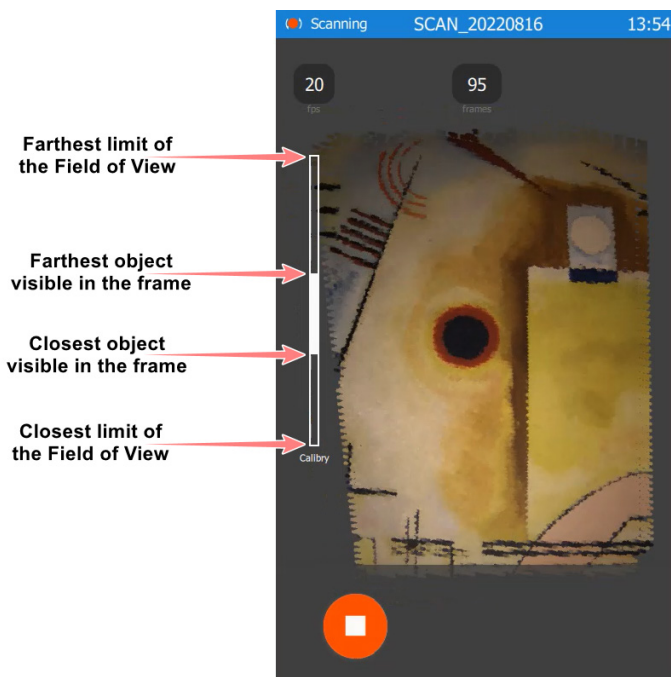 Scanning SCAN_20220816 13:54
20
fps
95
frames
Farthest limit of
the Field of View
Farthest object
visible in the frame
Closest object
visible in the frame
Closest limit of
the Field of View
Calibry